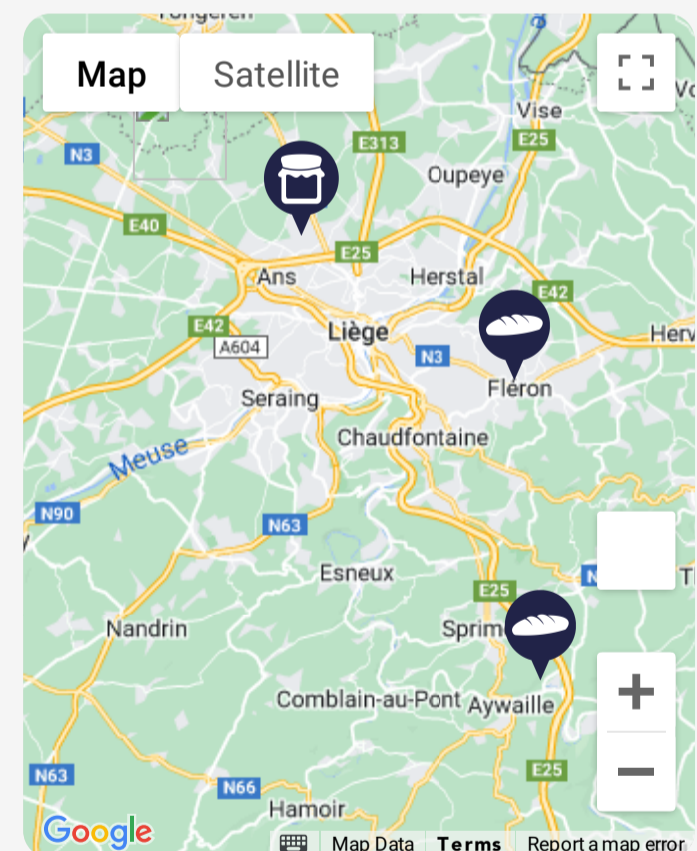 Tongeren
Map
Satellite
Vise
E25
E313
N3
Oupeye
E40
E25
Ans
Herstal
E42
E42
Liège
Herv
A604
N3
Fléron
Seraing
Chaudfontaine
Meuse
N90
N63
Esneux
N
T
E25
Nandrin
Sprim
Comblain-au-Pont
Aywaille
N63
N66
E25
Hamoir
Google
Map Data
Terms
Report a map error